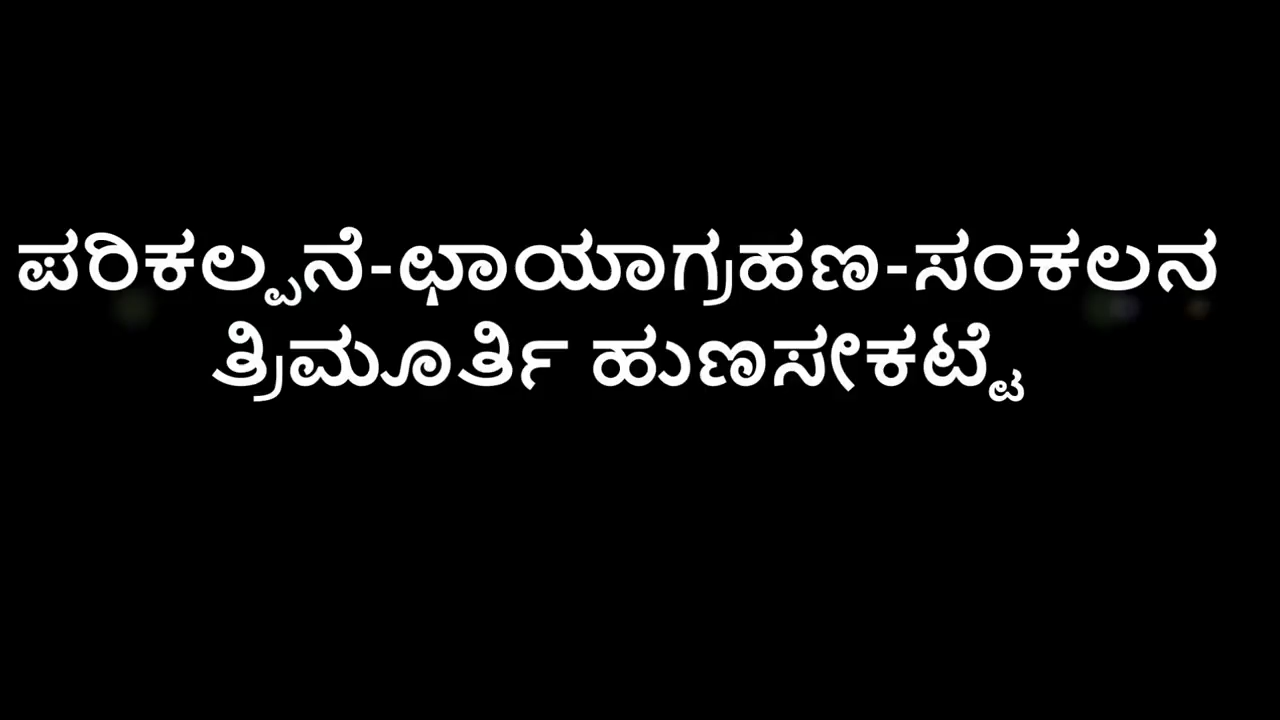 ಪರಿಕಲ್ಪನೆ-ಛಾಯಾಗ್ರಹಣ-ಸಂಕಲನ
ತ್ರಿಮೂರ್ತಿ ಹುಣಸೇಕಟ್ಟೆ